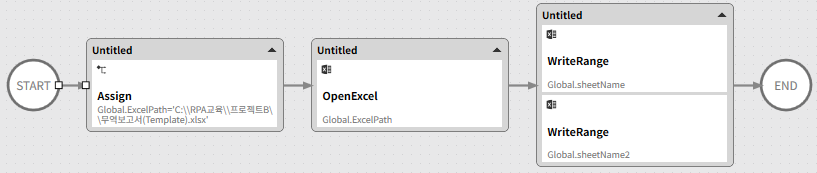 START
Untitled
Assign
Global.ExcelPath='C:\\RPA교육\\프로젝트B\
\무역보고서(Template).xlsx'
Untitled
OpenExcel
Global.ExcelPath
Untitled
WriteRange
Global.sheetName
WriteRange
Global.sheetName2
END